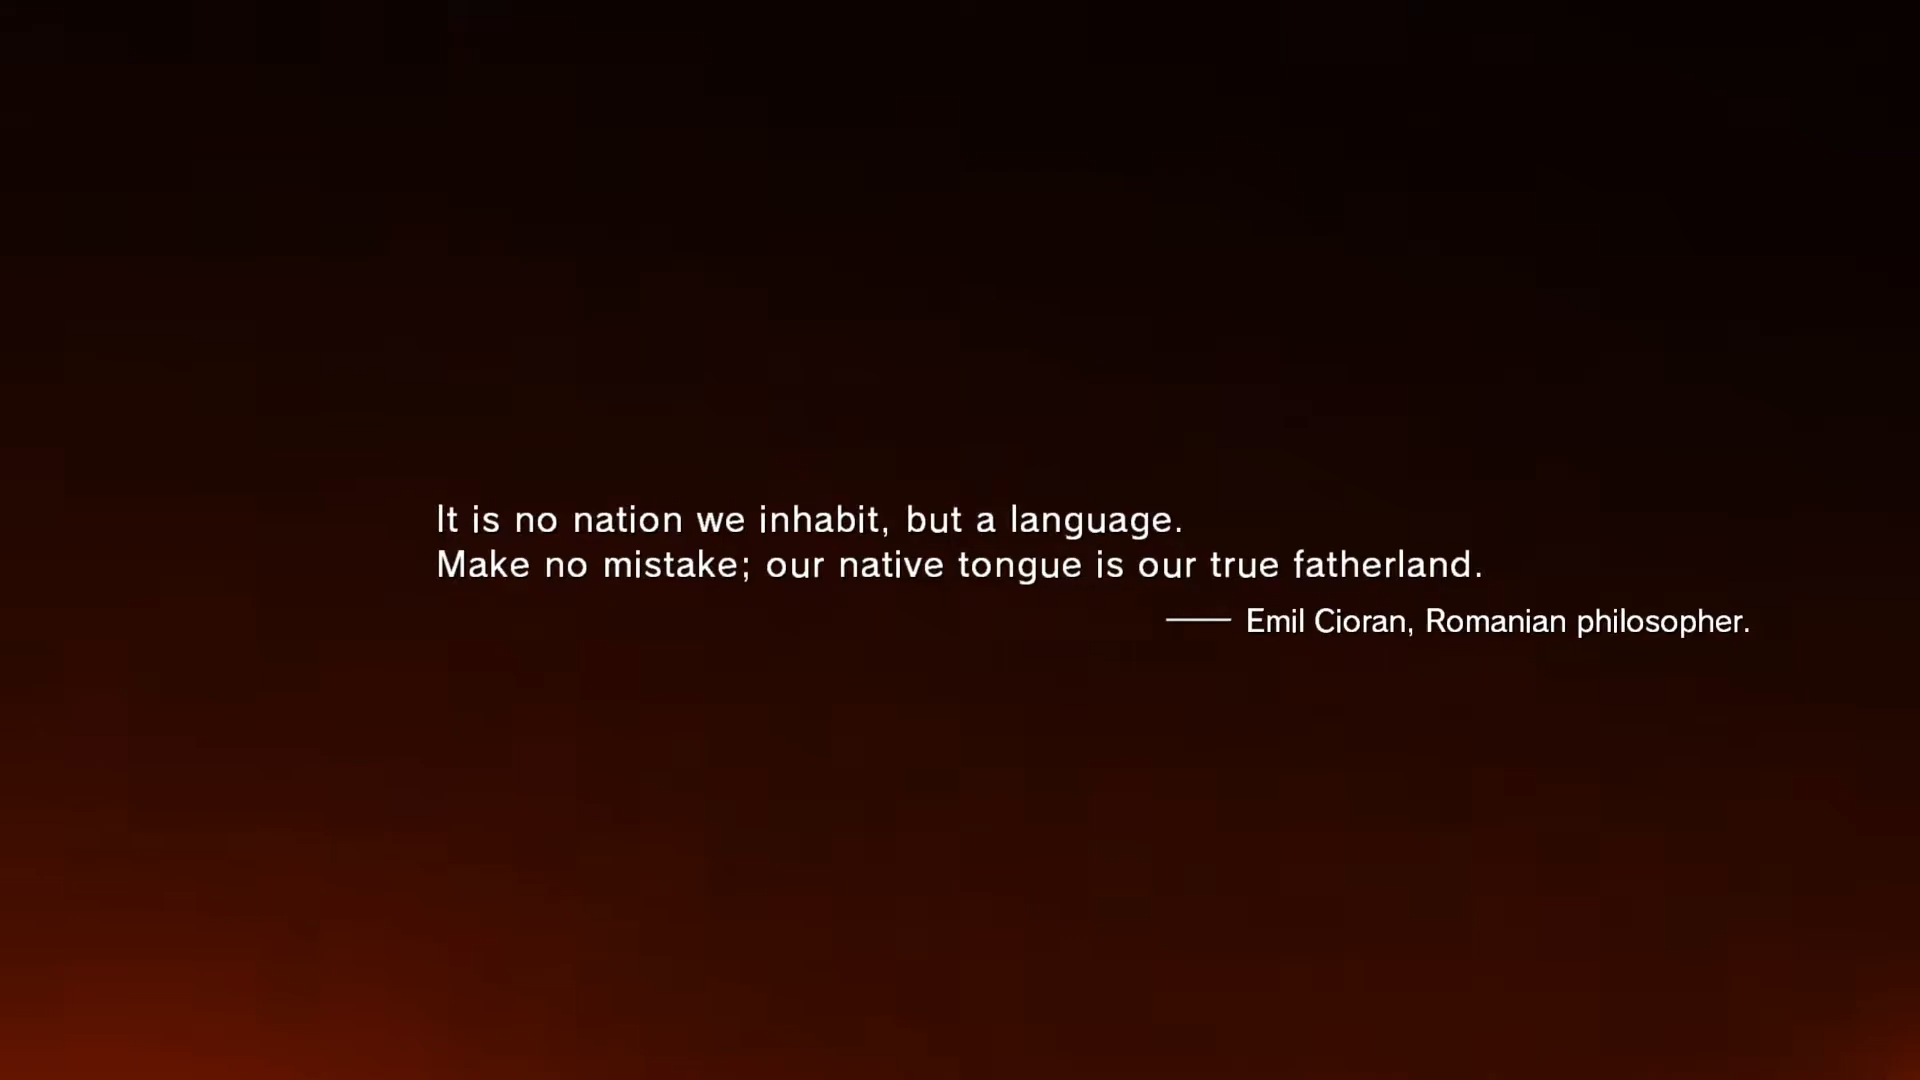 It is no nation we inhabit, but a language.
Make no mistake; our native tongue is our true fatherland.
—— Emil Cioran, Romanian philosopher.